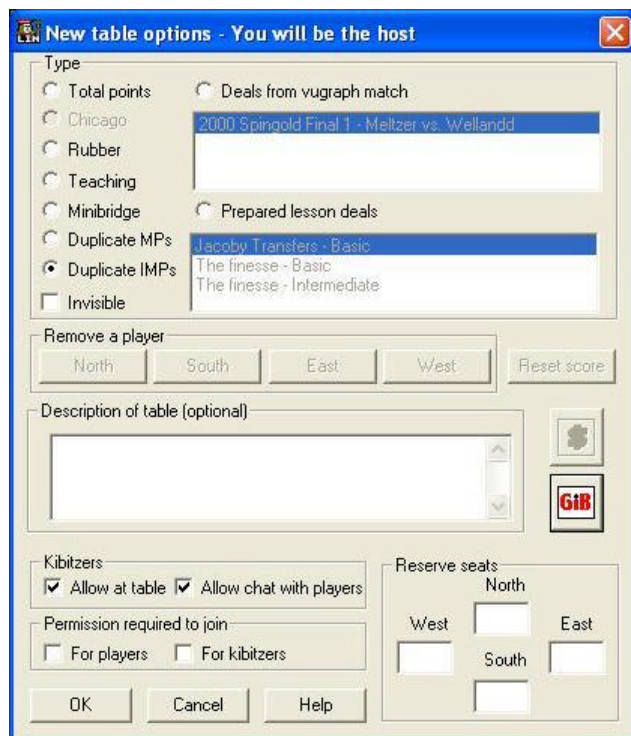 New table options - You will be the host
Type
Total points
Deals from vugraph match
Chicago
2000 Spingold Final 1 - Meltzer vs. Wellandd
Rubber
Teaching
Minibridge
Prepared lesson deals
Duplicate MPs
Jacoby Transfers - Basic
Duplicate IMPs
The finesse - Basic
The finesse - Intermediate
Invisible
Remove a player
North South East West Reset score
Description of table (optional)
$
GiB
Kibitzers
Allow at table Allow chat with players
Permission required to join
For players For kibitzers
Reserve seats
North
West East
South
OK Cancel Help